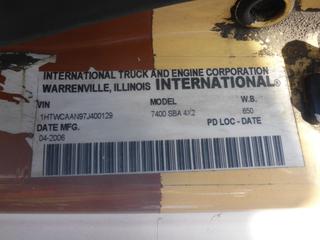 INTERNATIONAL TRUCK AND ENGINE CORPORATION
WARRENVILLE, ILLINOIS INTERNATIONAL®
VIN MODEL W.B.
1HTWCAAN97J400129 7400 SBA 4X2 650
DATE MFG. PD LOC - DATE
04-2006